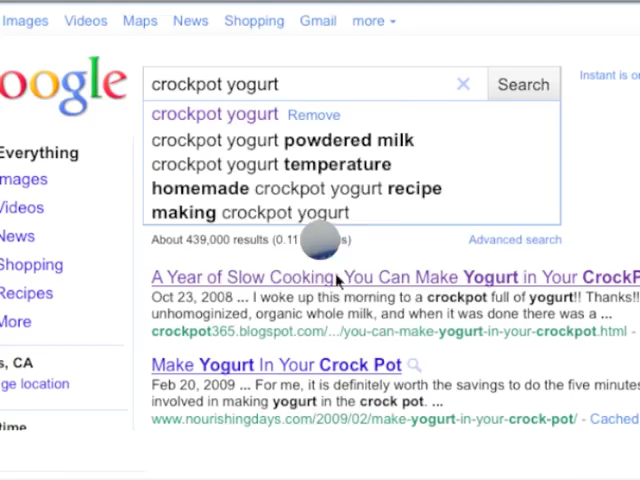 Images Videos Maps News Shopping Gmail more
oogle
crockpot yogurt
Search
Instant is o
crockpot yogurt Remove
crockpot yogurt powdered milk
crockpot yogurt temperature
homemade crockpot yogurt recipe
making crockpot yogurt
About 439,000 results (0.11 s)
Advanced search
Everything
mages
Videos
News
Shopping
Recipes
More
s, CA
ge location
time
A Year of Slow Cooking: You Can Make Yogurt in Your CrockP
Oct 23, 2008 ... I woke up this morning to a crockpot full of yogurt!! Thanks!!
unhomoginized, organic whole milk, and when it was done there was a ...
crockpot365.blogspot.com/.../you-can-make-yogurt-in-your-crockpot.html -
Make Yogurt In Your Crock Pot
Feb 20, 2009 ... For me, it is definitely worth the savings to do the five minutes
involved in making yogurt in the crock pot. ...
www.nourishingdays.com/2009/02/make-yogurt-in-your-crock-pot/ - Cached